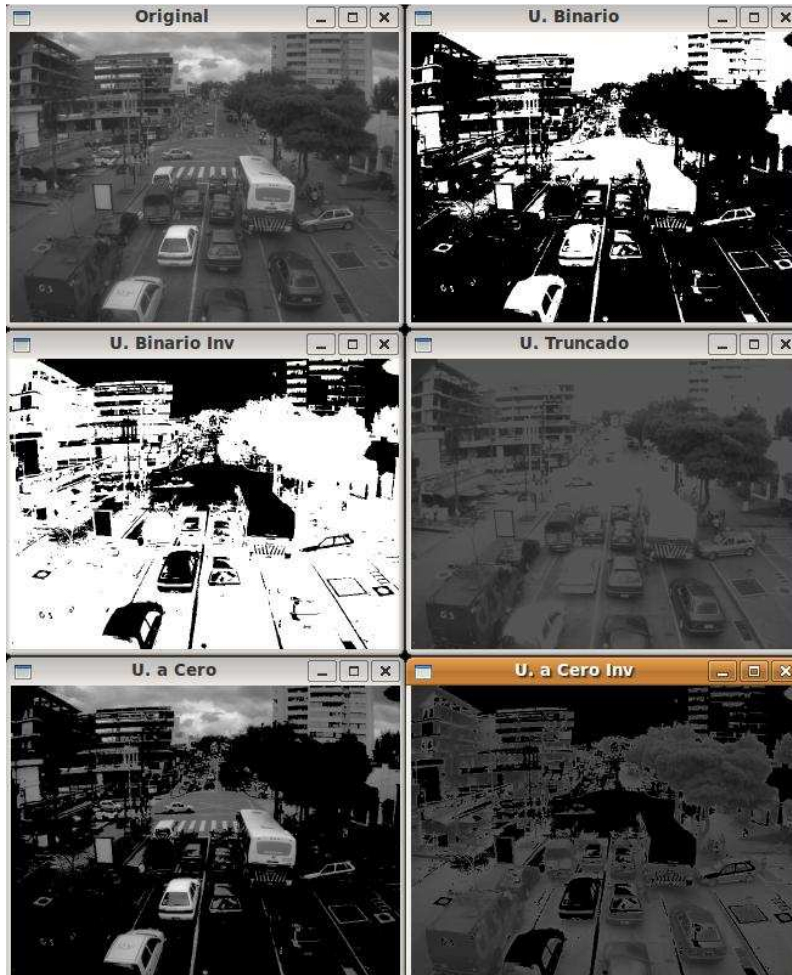 Original
U. Binario
U. Binario Inv
U. Truncado
U. a Cero
U. a Cero Inv